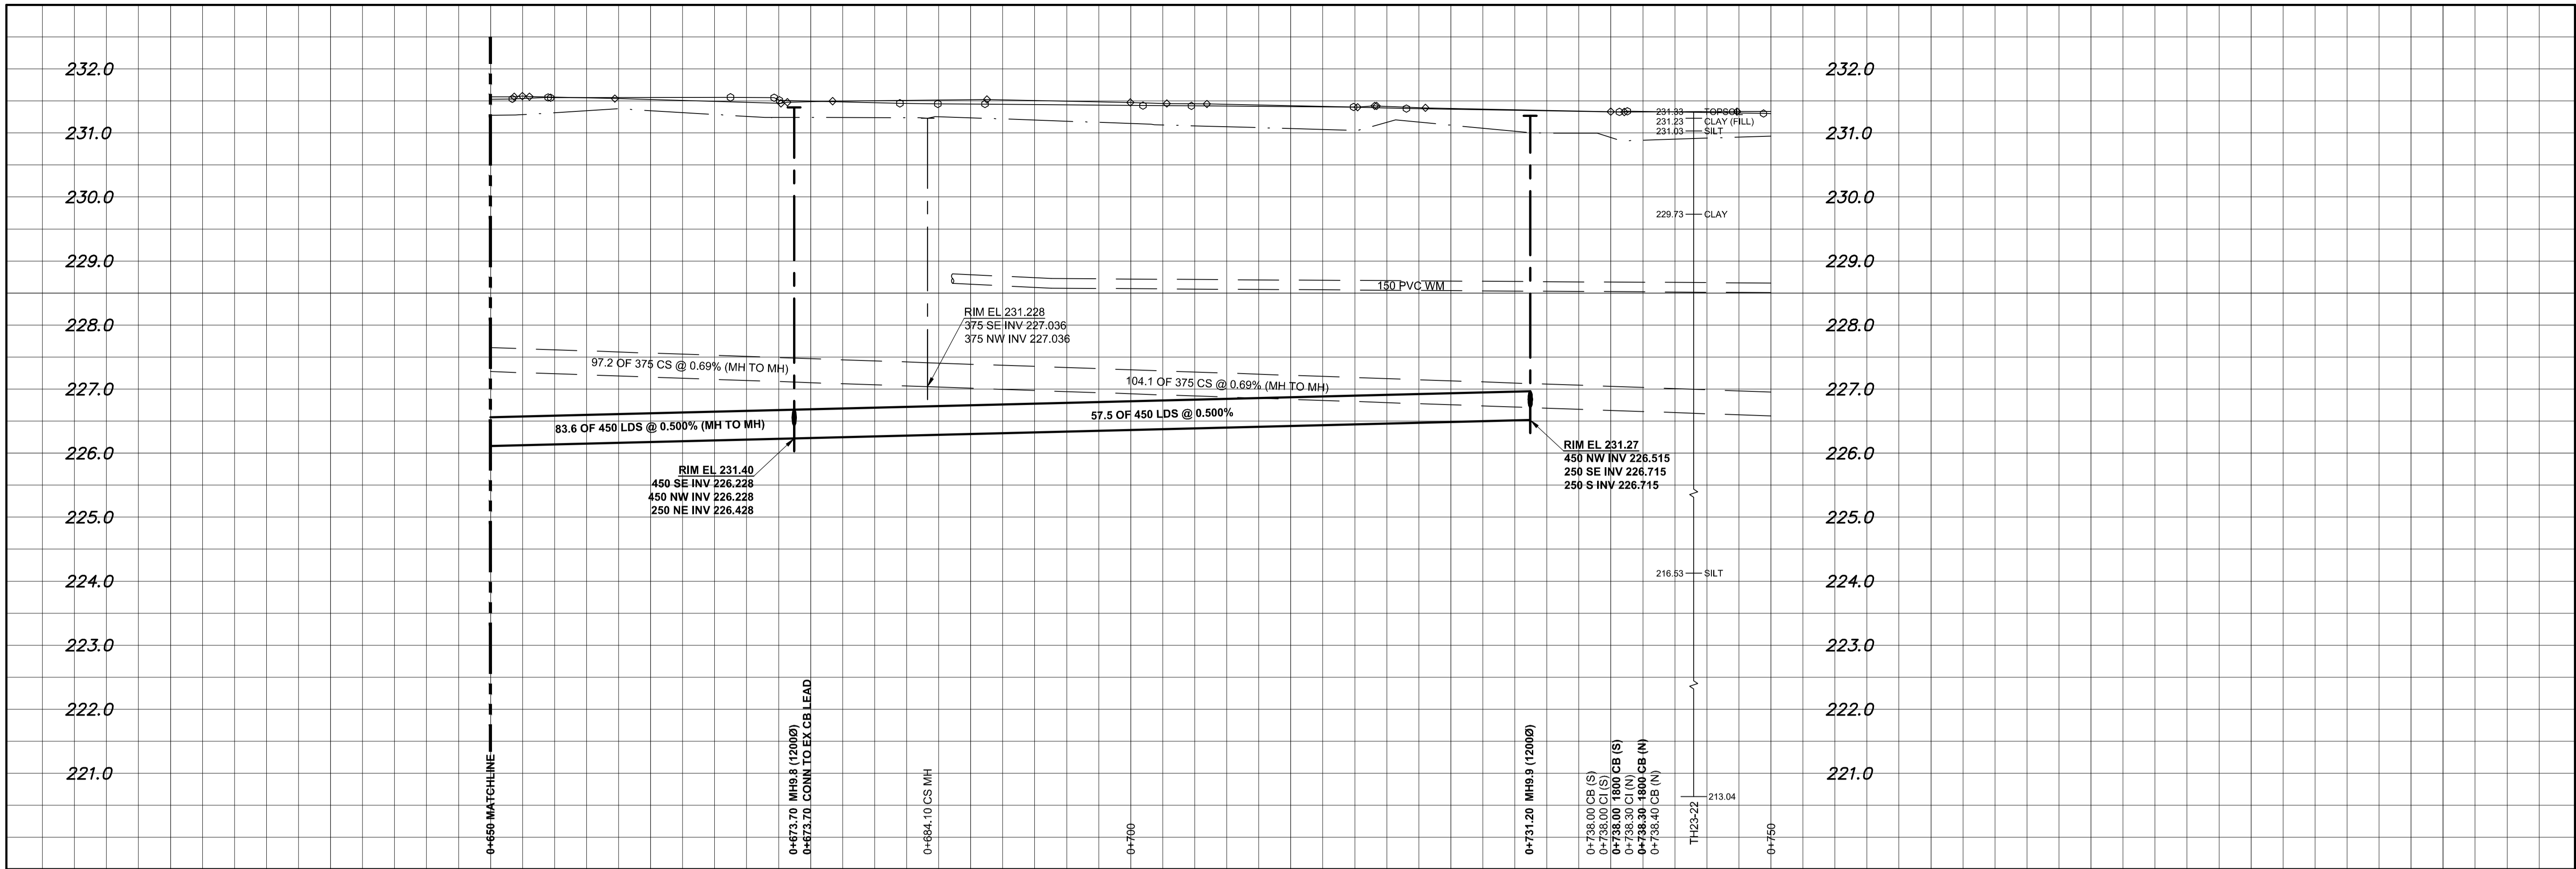 232.0
232.0
231.33 TOPSOIL
231.23 CLAY (FILL)
231.0
231.03 SILT
231.0
230.0
230.0
229.73 CLAY
229.0
229.0
150 PVC WM
RIM EL 231.228
375 SE INV 227.036
375 NW INV 227.036
228.0
228.0
97.2 OF 375 CS @ 0.69% (MH TO MH)
104.1 OF 375 CS @ 0.69% (MH TO MH)
227.0
227.0
57.5 OF 450 LDS @ 0.500%
83.6 OF 450 LDS @ 0.500% (MH TO MH)
226.0
226.0
RIM EL 231.40
450 SE INV 226.228
450 NW INV 226.228
250 NE INV 226.428
RIM EL 231.27
450 NW INV 226.515
250 SE INV 226.715
250 S INV 226.715
225.0
225.0
224.0
216.53 SILT
224.0
223.0
223.0
222.0
222.0
221.0
221.0
213.04
0+650 MATCHLINE
0+673.70 MH9.8 (1200Ø)
0+673.70 CONN TO EX CB LEAD
0+684.10 CS MH
0+700
0+731.20 MH9.9 (1200Ø)
0+738.00 CB (S)
0+738.00 CI (S)
0+738.00 1800 CB (S)
0+738.30 CI (N)
0+738.30 1800 CB (N)
0+738.40 CB (N)
TH23-22
0+750